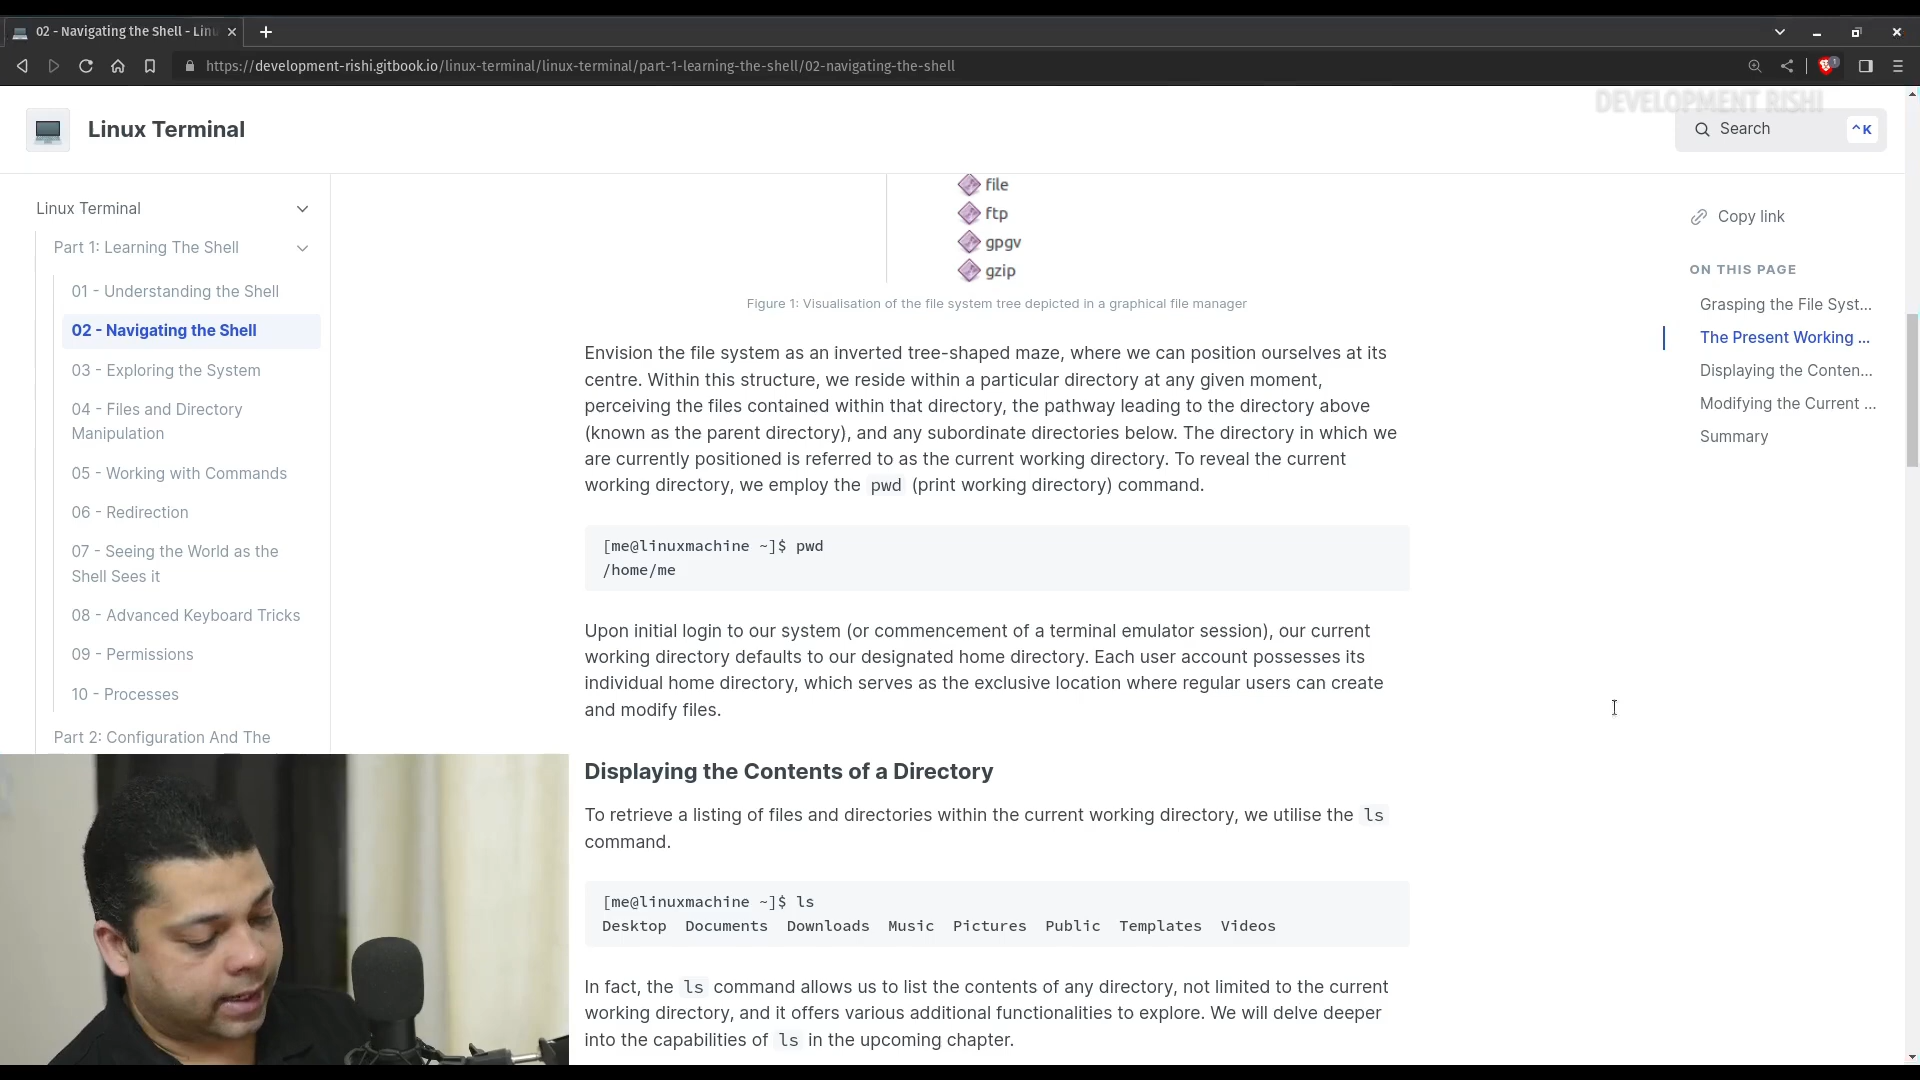 02 - Navigating the Shell - Linu
https://development-rishi.gitbook.io/linux-terminal/linux-terminal/part-1-learning-the-shell/02-navigating-the-shell
1
DEVELOPMENT RISHI
Linux Terminal
Search
^K
Linux Terminal
Part 1: Learning The Shell
01 - Understanding the Shell
02 - Navigating the Shell
03 - Exploring the System
04 - Files and Directory
Manipulation
05 - Working with Commands
06 - Redirection
07 - Seeing the World as the
Shell Sees it
08 - Advanced Keyboard Tricks
09 - Permissions
10 - Processes
Part 2: Configuration And The
file
ftp
gpgv
gzip
Figure 1: Visualisation of the file system tree depicted in a graphical file manager
Envision the file system as an inverted tree-shaped maze, where we can position ourselves at its
centre. Within this structure, we reside within a particular directory at any given moment,
perceiving the files contained within that directory, the pathway leading to the directory above
(known as the parent directory), and any subordinate directories below. The directory in which we
are currently positioned is referred to as the current working directory. To reveal the current
working directory, we employ the pwd (print working directory) command.
[me@linuxmachine ~]$ pwd
/home/me
Upon initial login to our system (or commencement of a terminal emulator session), our current
working directory defaults to our designated home directory. Each user account possesses its
individual home directory, which serves as the exclusive location where regular users can create
and modify files.
Displaying the Contents of a Directory
To retrieve a listing of files and directories within the current working directory, we utilise the ls
command.
[me@linuxmachine ~]$ ls
Desktop Documents Downloads Music Pictures Public Templates Videos
In fact, the ls command allows us to list the contents of any directory, not limited to the current
working directory, and it offers various additional functionalities to explore. We will delve deeper
into the capabilities of ls in the upcoming chapter.
Copy link
ON THIS PAGE
Grasping the File Syst...
The Present Working ...
Displaying the Conten...
Modifying the Current ...
Summary